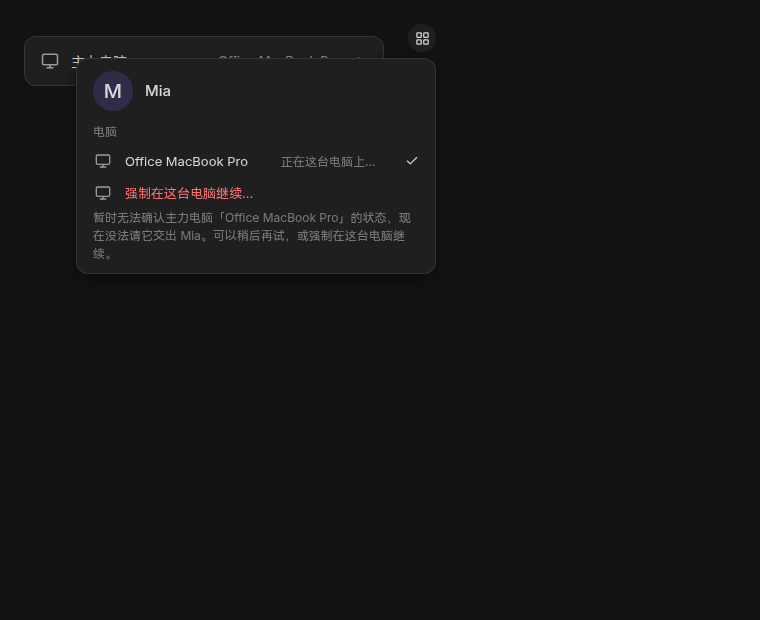 M
Mia
电脑
Office MacBook Pro 正在这台电脑上...
强制在这台电脑继续...
暂时无法确认主力电脑「Office MacBook Pro」的状态，现
在没法请它交出 Mia。可以稍后再试，或强制在这台电脑继
续。